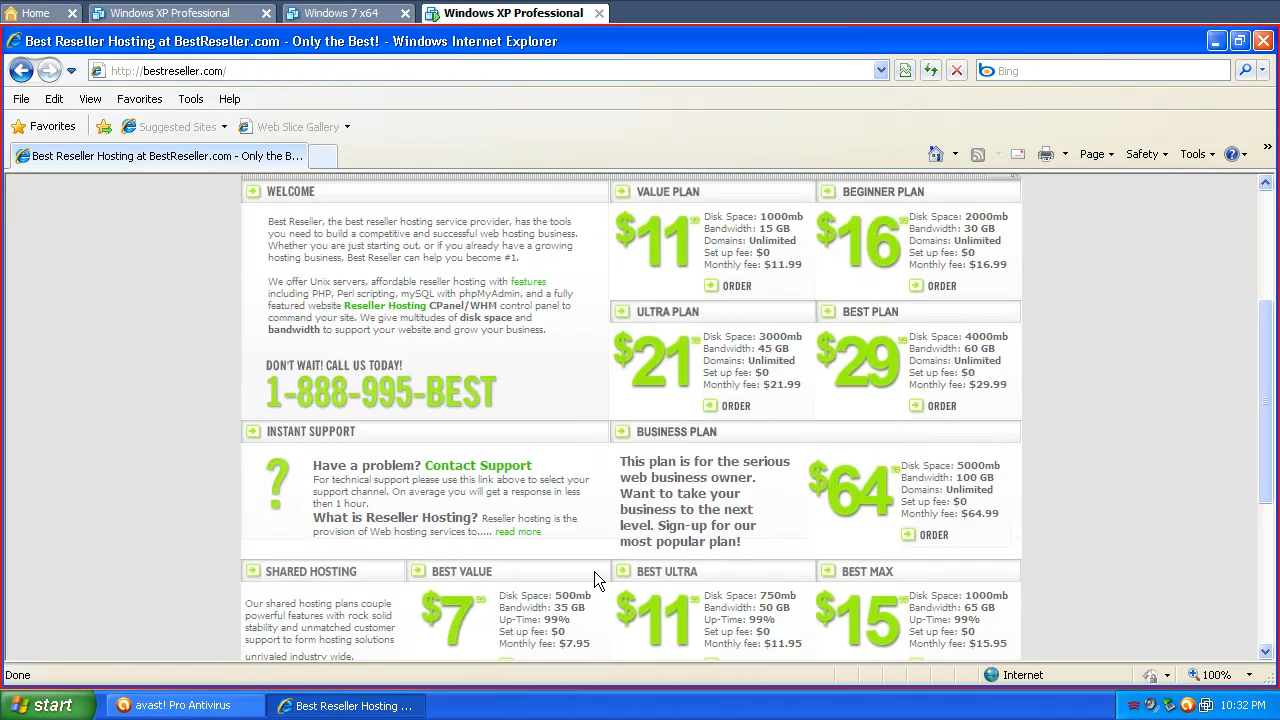 Home
Windows XP Professional
Windows 7 x64
Windows XP Professional
Best Reseller Hosting at BestReseller.com - Only the Best! - Windows Internet Explorer
http://bestreseller.com/
Bing
File Edit View Favorites Tools Help
Favorites
Suggested Sites
Web Slice Gallery
Best Reseller Hosting at BestReseller.com - Only the B...
Page
Safety
Tools
WELCOME
Best Reseller, the best reseller hosting service provider, has the tools
you need to build a competitive and successful web hosting business.
Whether you are just starting out, or if you already have a growing
hosting business, Best Reseller can help you become #1.
We offer Unix servers, affordable reseller hosting with features
including PHP, Perl scripting, mySQL with phpMyAdmin, and a fully
featured website Reseller Hosting CPanel/WHM control panel to
command your site. We give multitudes of disk space and
bandwidth to support your website and grow your business.
DON'T WAIT! CALL US TODAY!
1-888-995-BEST
VALUE PLAN
$11.99
Disk Space: 1000mb
Bandwidth: 15 GB
Domains: Unlimited
Set up fee: $0
Monthly fee: $11.99
ORDER
BEGINNER PLAN
$16.99
Disk Space: 2000mb
Bandwidth: 30 GB
Domains: Unlimited
Set up fee: $0
Monthly fee: $16.99
ORDER
ULTRA PLAN
$21.99
Disk Space: 3000mb
Bandwidth: 45 GB
Domains: Unlimited
Set up fee: $0
Monthly fee: $21.99
ORDER
BEST PLAN
$29.99
Disk Space: 4000mb
Bandwidth: 60 GB
Domains: Unlimited
Set up fee: $0
Monthly fee: $29.99
ORDER
INSTANT SUPPORT
?
Have a problem? Contact Support
For technical support please use this link above to select your
support channel. On average you will get a response in less
then 1 hour.
What is Reseller Hosting? Reseller hosting is the
provision of Web hosting services to..... read more
BUSINESS PLAN
This plan is for the serious
web business owner.
Want to take your
business to the next
level. Sign-up for our
most popular plan!
$64.99
Disk Space: 5000mb
Bandwidth: 100 GB
Domains: Unlimited
Set up fee: $0
Monthly fee: $64.99
ORDER
SHARED HOSTING
Our shared hosting plans couple
powerful features with rock solid
stability and unmatched customer
support to form hosting solutions
unrivaled industry wide.
BEST VALUE
$7.95
Disk Space: 500mb
Bandwidth: 35 GB
Up-Time: 99%
Set up fee: $0
Monthly fee: $7.95
BEST ULTRA
$11.95
Disk Space: 750mb
Bandwidth: 50 GB
Up-Time: 99%
Set up fee: $0
Monthly fee: $11.95
BEST MAX
$15.95
Disk Space: 1000mb
Bandwidth: 65 GB
Up-Time: 99%
Set up fee: $0
Monthly fee: $15.95
Done
Internet
100%
start
avast! Pro Antivirus
Best Reseller Hosting ...
10:32 PM